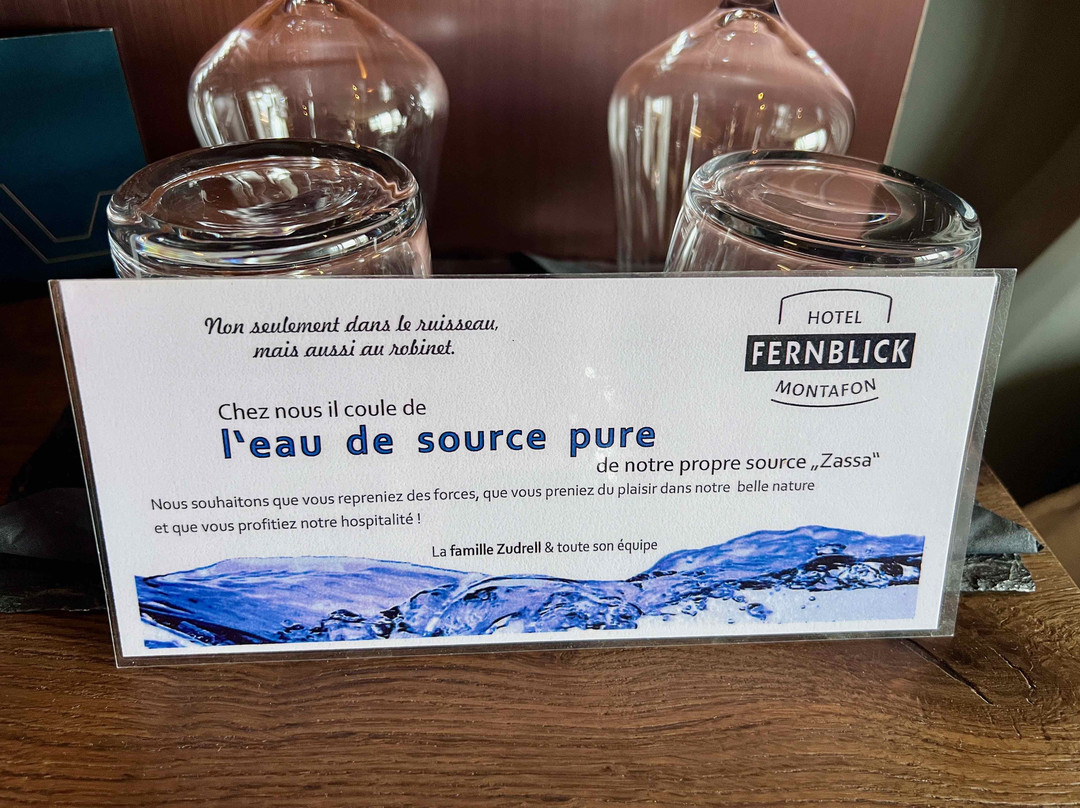 Non seulement dans le ruisseau,
mais aussi au robinet.
HOTEL
FERNBLICK
MONTAFON
Chez nous il coule de
l‘eau de source pure
de notre propre source „Zassa“
Nous souhaitons que vous repreniez des forces, que vous preniez du plaisir dans notre belle nature
et que vous profitiez notre hospitalité !
La famille Zudrell & toute son équipe